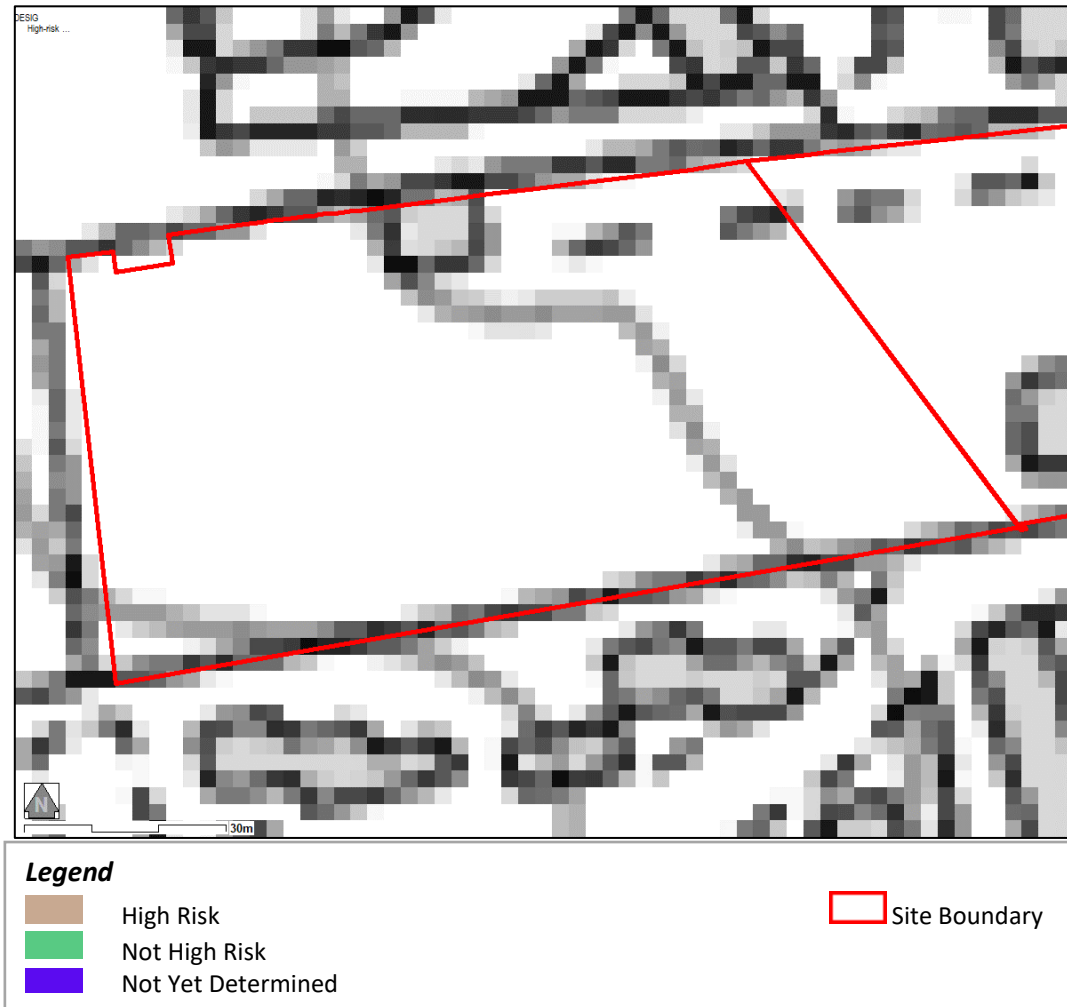 DESIG
High-risk ...
N
30m
Legend
High Risk
Not High Risk
Not Yet Determined
Site Boundary